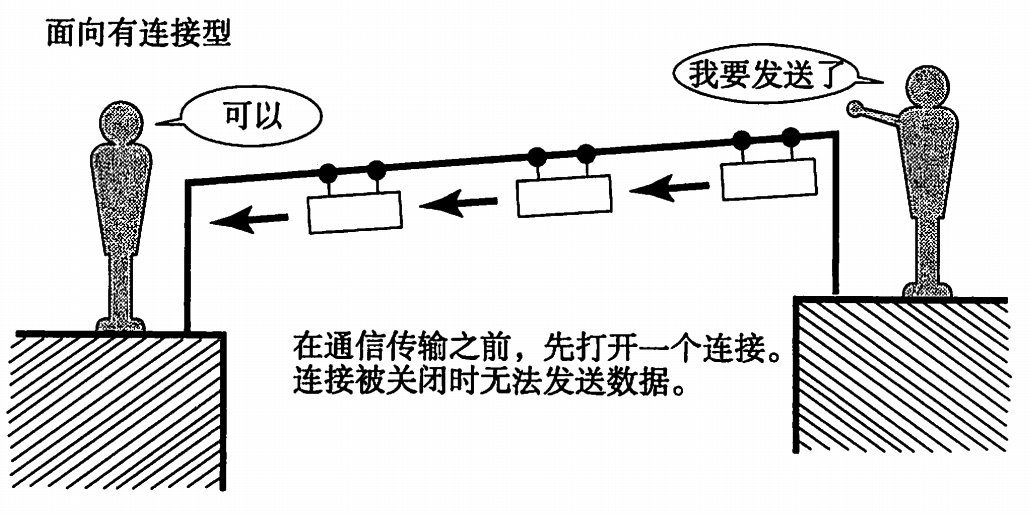 面向有连接型
我要发送了
可以
在通信传输之前，先打开一个连接。
连接被关闭时无法发送数据。